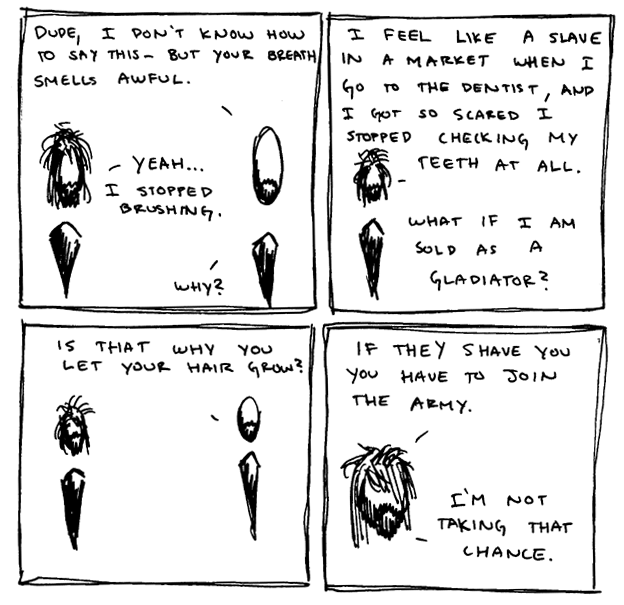 DUDE, I DON'T KNOW HOW
TO SAY THIS - BUT YOUR BREATH
SMELLS AWFUL.
YEAH...
I STOPPED
BRUSHING.
WHY?
I FEEL LIKE A SLAVE
IN A MARKET WHEN I
GO TO THE DENTIST, AND
I GOT SO SCARED I
STOPPED CHECKING MY
TEETH AT ALL.
WHAT IF I AM
SOLD AS A
GLADIATOR?
IS THAT WHY YOU
LET YOUR HAIR GROW?
IF THEY SHAVE YOU
YOU HAVE TO JOIN
THE ARMY.
I'M NOT
TAKING THAT
CHANCE.